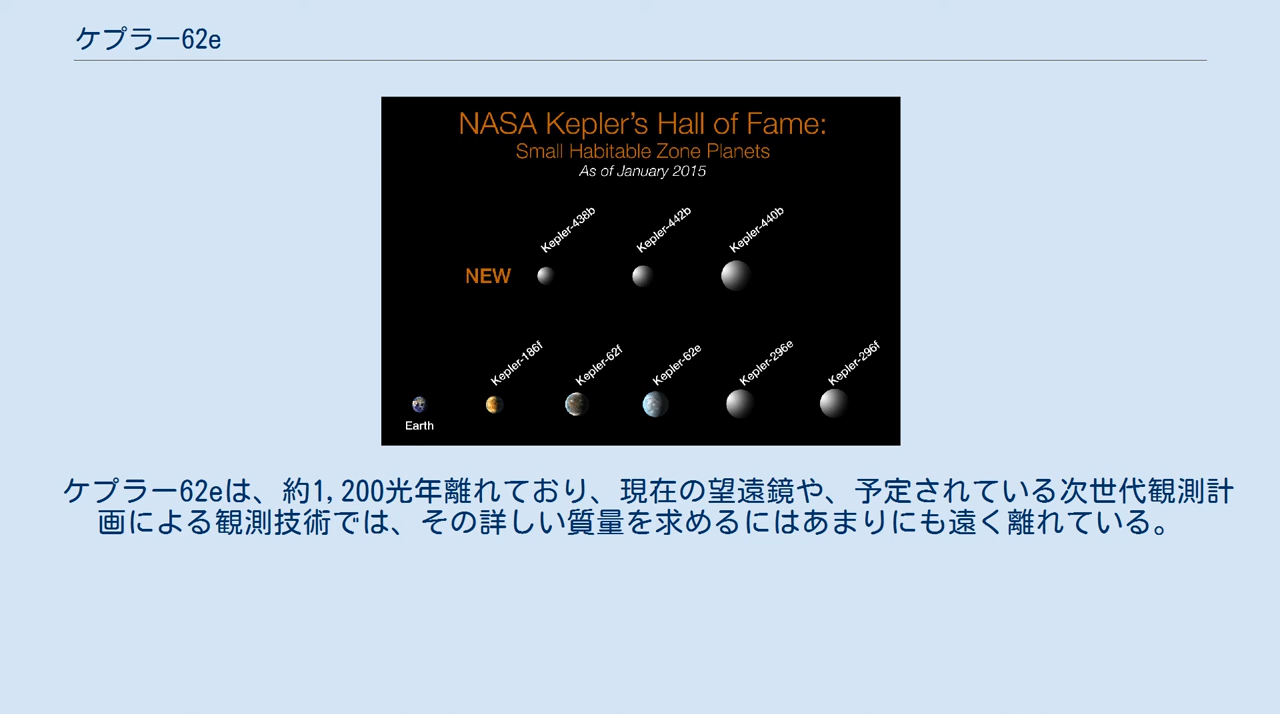 ケプラー62e
NASA Kepler's Hall of Fame:
Small Habitable Zone Planets
As of January 2015
Kepler-438b
Kepler-442b
Kepler-440b
NEW
Kepler-186f
Kepler-62f
Kepler-62e
Kepler-296e
Kepler-296f
Earth
ケプラー62eは、約1,200光年離れており、現在の望遠鏡や、予定されている次世代観測計
画による観測技術では、その詳しい質量を求めるにはあまりにも遠く離れている。